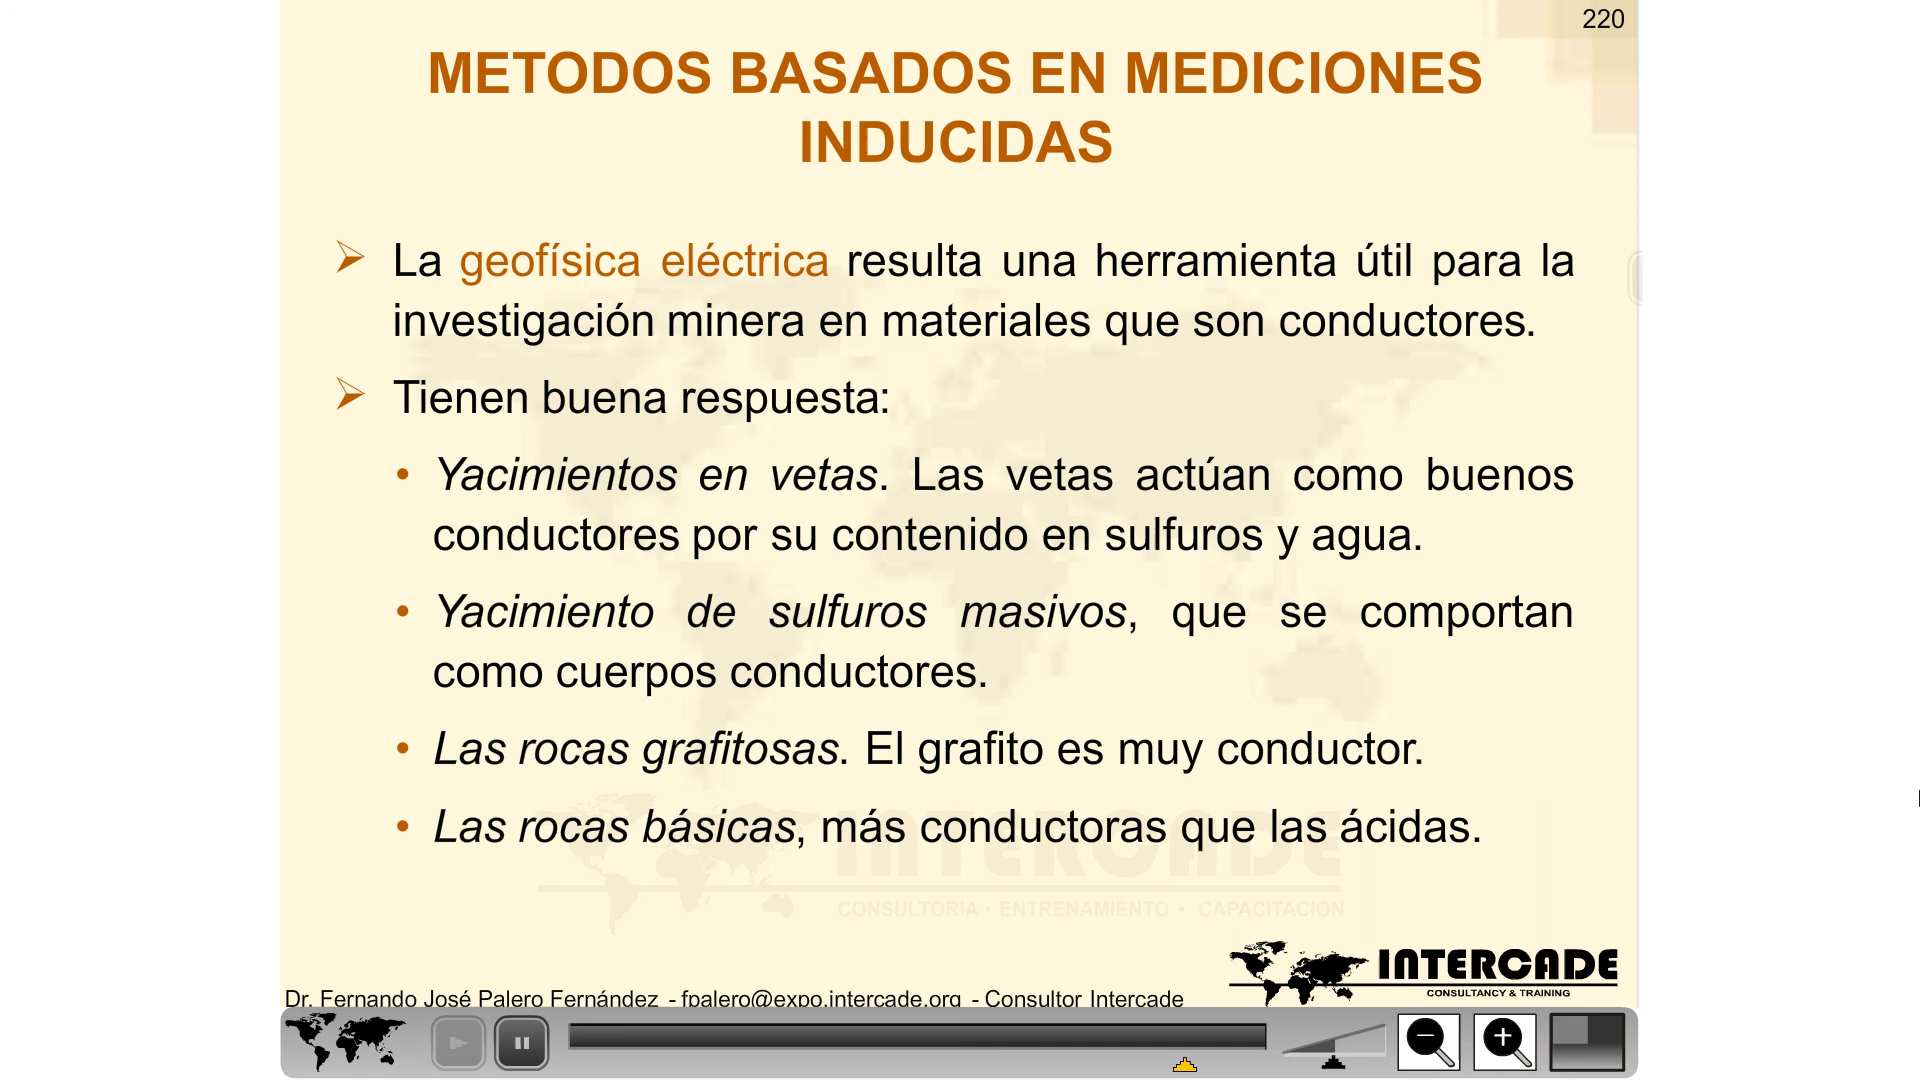 220
METODOS BASADOS EN MEDICIONES
INDUCIDAS
La geofísica eléctrica resulta una herramienta útil para la
investigación minera en materiales que son conductores.
Tienen buena respuesta:
• Yacimientos en vetas. Las vetas actúan como buenos
conductores por su contenido en sulfuros y agua.
• Yacimiento de sulfuros masivos, que se comportan
como cuerpos conductores.
• Las rocas grafitosas. El grafito es muy conductor.
• Las rocas básicas, más conductoras que las ácidas.
INTERCADE
CONSULTORIA • ENTRENAMIENTO • CAPACITACION
INTERCADE
CONSULTANCY & TRAINING
Dr. Fernando José Palero Fernández - fpalero@expo.intercade.org - Consultor Intercade